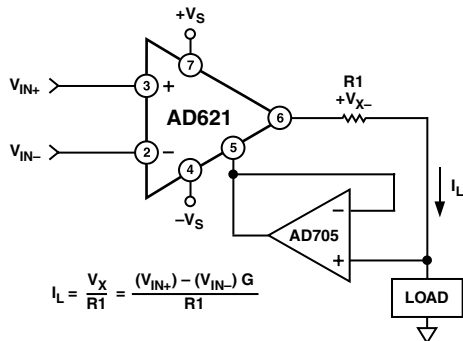 +VS
7
VIN+
3
+
AD621
R1
+VX–
6
5
VIN–
2
–
4
–VS
IL
–
AD705
+
IL = VX/R1 = (VIN+) – (VIN–) G/R1
LOAD